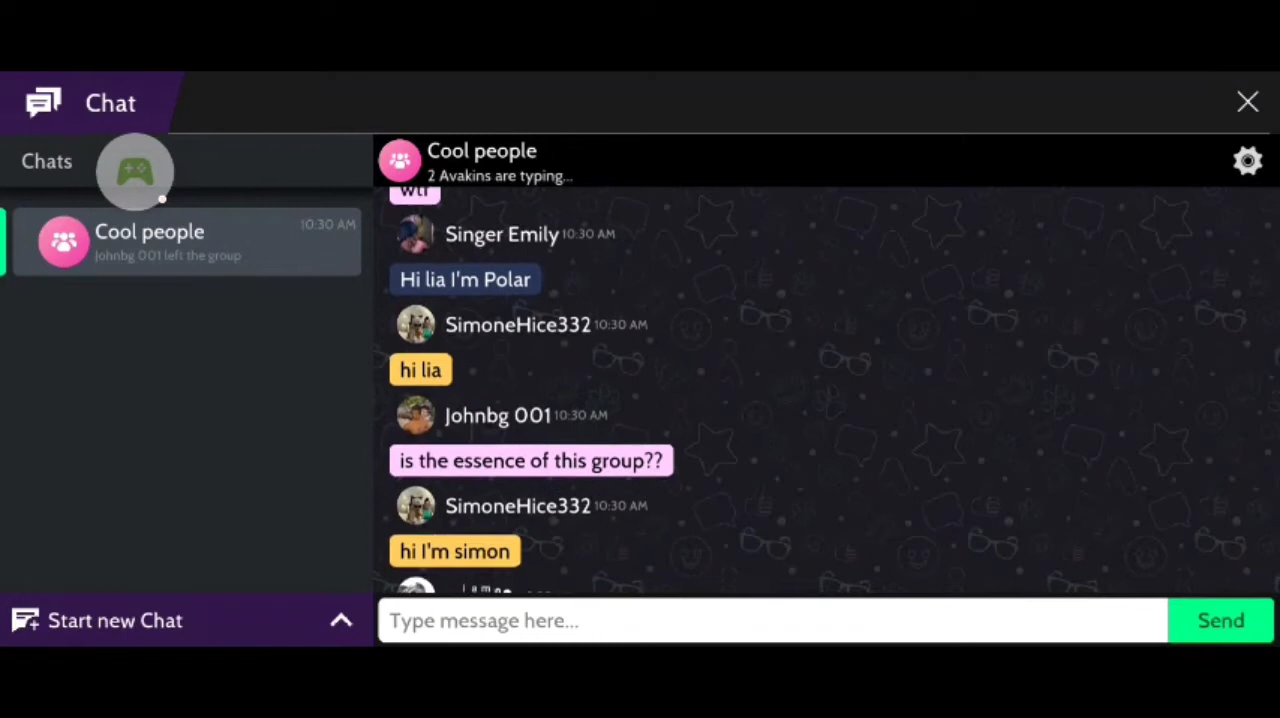 Chat
Chats
Cool people
10:30 AM
Johnbg 001 left the group
Start new Chat
Cool people
2 Avakins are typing...
wtf
Singer Emily 10:30 AM
Hi lia I'm Polar
SimoneHice332 10:30 AM
hi lia
Johnbg 001 10:30 AM
is the essence of this group??
SimoneHice332 10:30 AM
hi I'm simon
Type message here...
Send